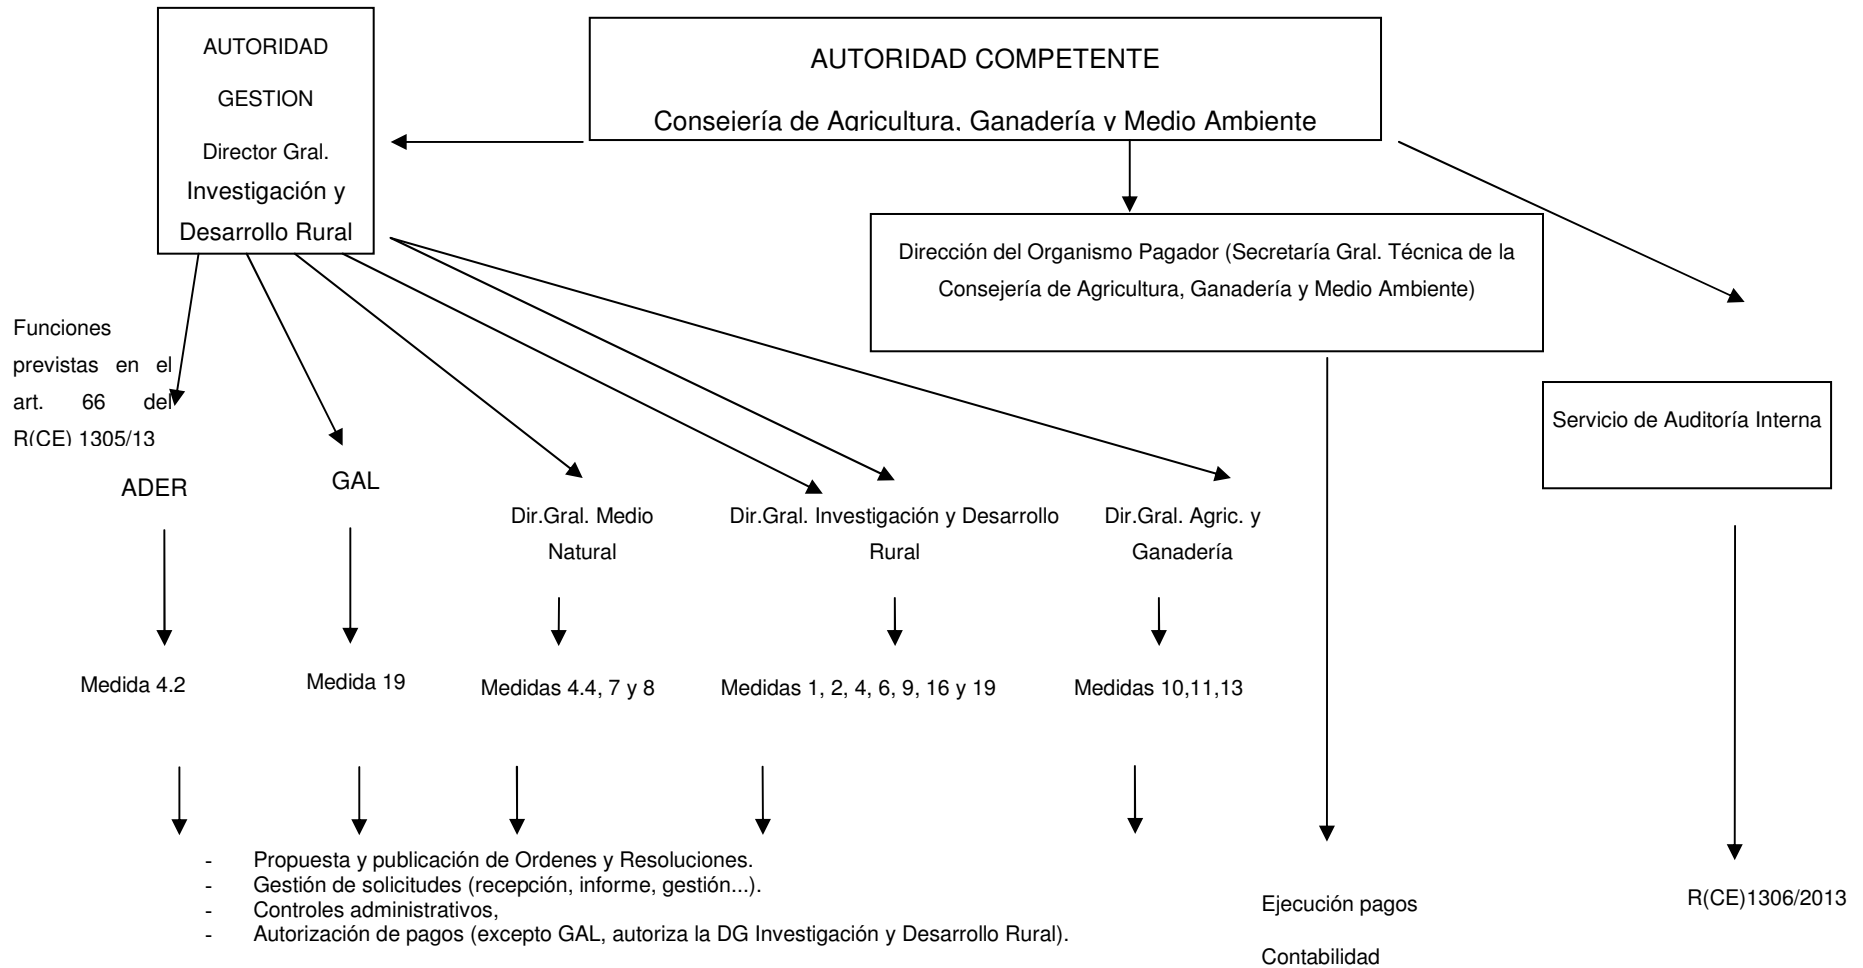 AUTORIDAD
GESTION
Director Gral.
Investigación y
Desarrollo Rural
AUTORIDAD COMPETENTE
Consejería de Agricultura, Ganadería y Medio Ambiente
Dirección del Organismo Pagador (Secretaría Gral. Técnica de la
Consejería de Agricultura, Ganadería y Medio Ambiente)
Servicio de Auditoría Interna
Funciones
previstas en el
art. 66 del
R(CE) 1305/13
ADER
GAL
Dir.Gral. Medio
Natural
Dir.Gral. Investigación y Desarrollo
Rural
Dir.Gral. Agric. y
Ganadería
Medida 4.2
Medida 19
Medidas 4.4, 7 y 8
Medidas 1, 2, 4, 6, 9, 16 y 19
Medidas 10,11,13
- Propuesta y publicación de Ordenes y Resoluciones.
- Gestión de solicitudes (recepción, informe, gestión...).
- Controles administrativos,
- Autorización de pagos (excepto GAL, autoriza la DG Investigación y Desarrollo Rural).
Ejecución pagos
Contabilidad
R(CE)1306/2013